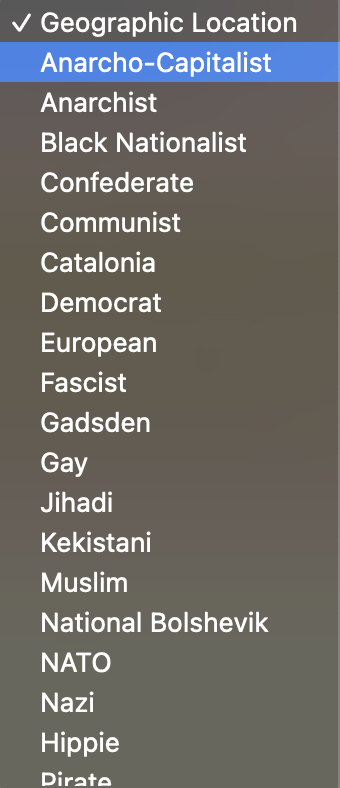 ✓ Geographic Location
Anarcho-Capitalist
Anarchist
Black Nationalist
Confederate
Communist
Catalonia
Democrat
European
Fascist
Gadsden
Gay
Jihadi
Kekistani
Muslim
National Bolshevik
NATO
Nazi
Hippie
Pirate